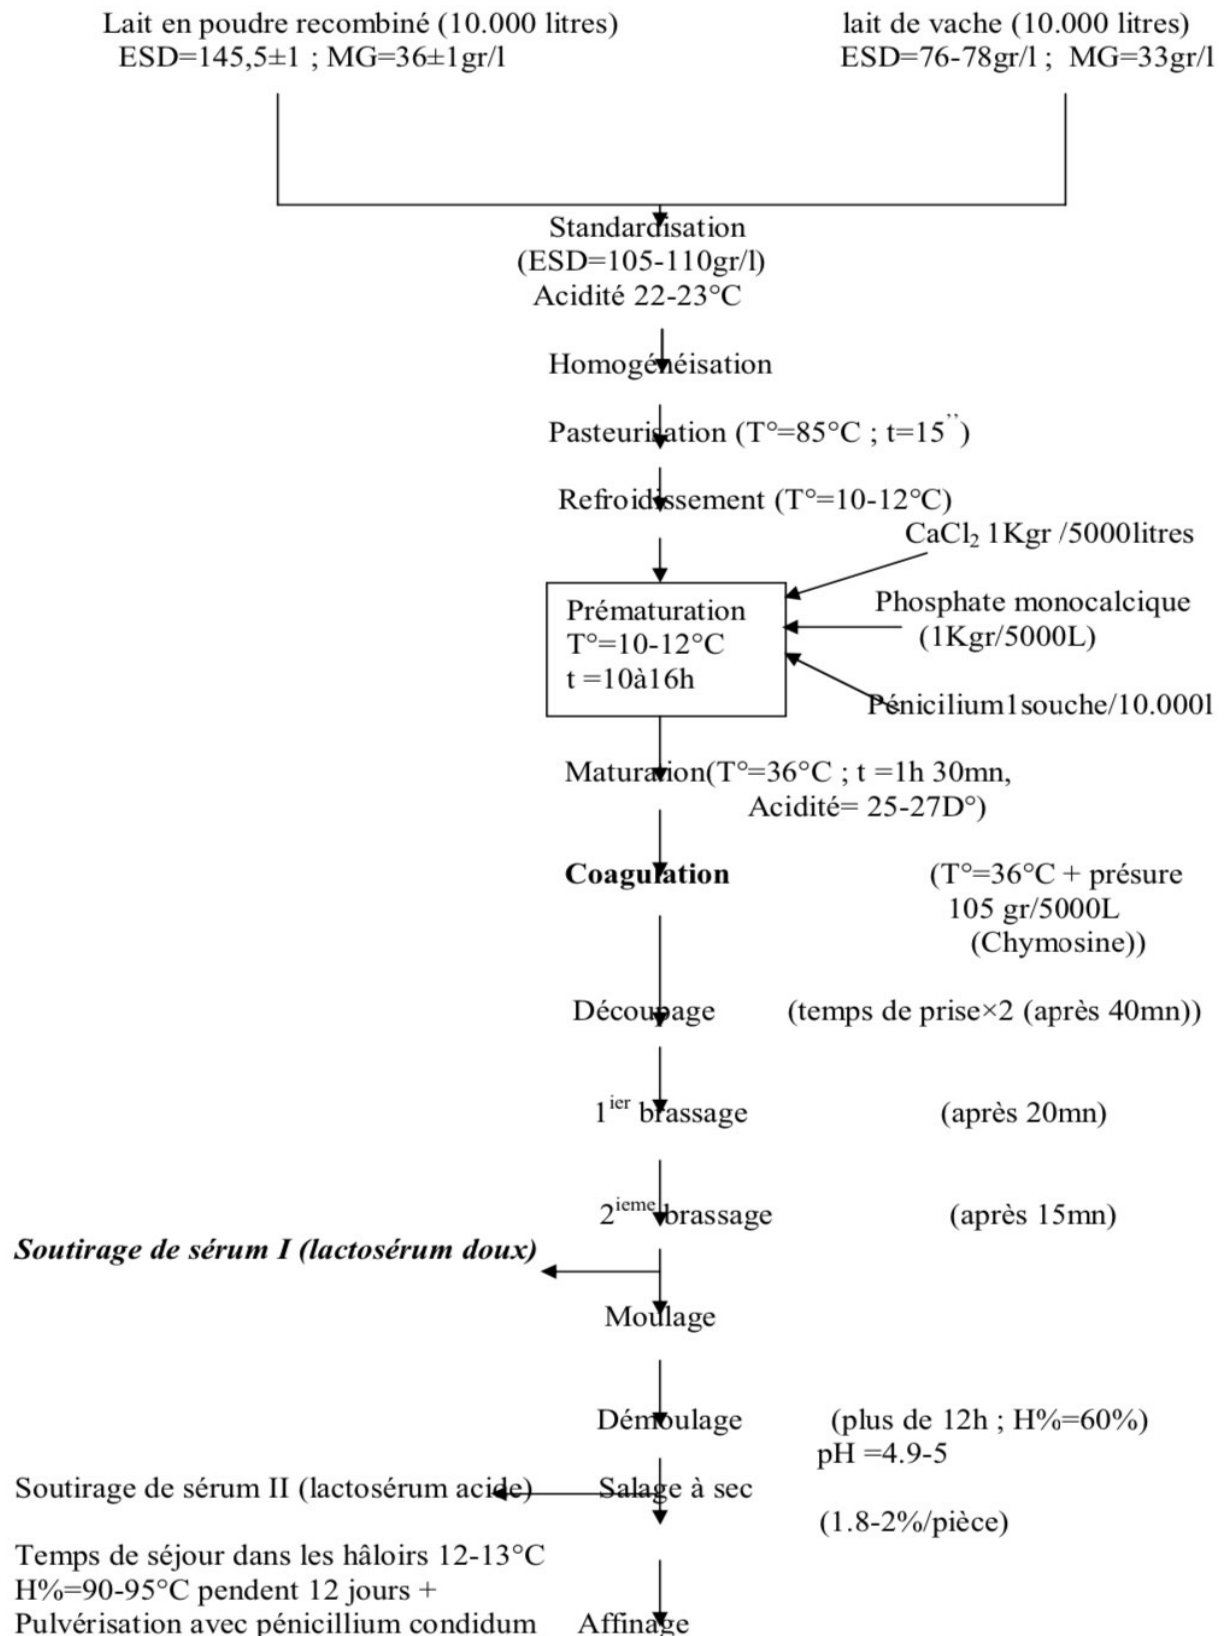 Lait en poudre recombiné (10.000 litres)
ESD=145,5±1 ; MG=36±1gr/l
lait de vache (10.000 litres)
ESD=76-78gr/l ; MG=33gr/l
Standardisation
(ESD=105-110gr/l)
Acidité 22-23°C
Homogénéisation
Pasteurisation (T°=85°C ; t=15’’)
Refroidissement (T°=10-12°C)
CaCl₂ 1Kgr /5000litres
Prématuration
T°=10-12°C
t =10à16h
Phosphate monocalcique
(1Kgr/5000L)
Pénicilium1souche/10.000l
Maturation(T°=36°C ; t =1h 30mn,
Acidité= 25-27D°)
Coagulation (T°=36°C + présure
105 gr/5000L
(Chymosine))
Découpage (temps de prise×2 (après 40mn))
1ier brassage (après 20mn)
2ieme brassage (après 15mn)
Soutirage de sérum I (lactosérum doux)
Moulage
Démoulage (plus de 12h ; H%=60%)
pH =4.9-5
Soutirage de sérum II (lactosérum acide) Salage à sec
(1.8-2%/pièce)
Temps de séjour dans les hâloirs 12-13°C
H%=90-95°C pendent 12 jours +
Pulvérisation avec pénicillium condidum Affinage